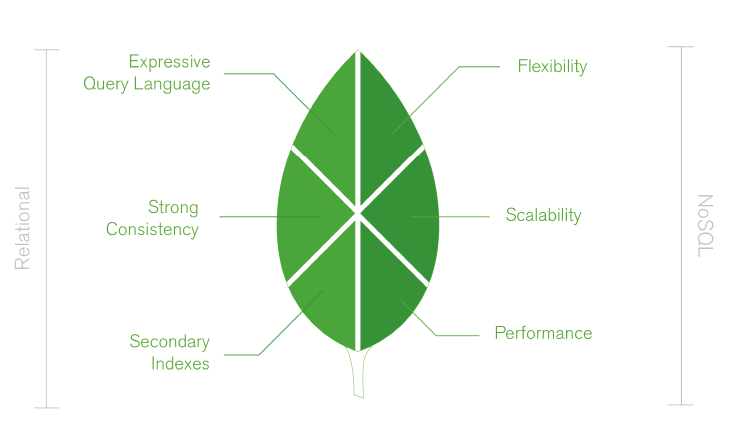 Relational
Expressive
Query Language
Strong
Consistency
Secondary
Indexes
Flexibility
Scalability
Performance
NoSQL